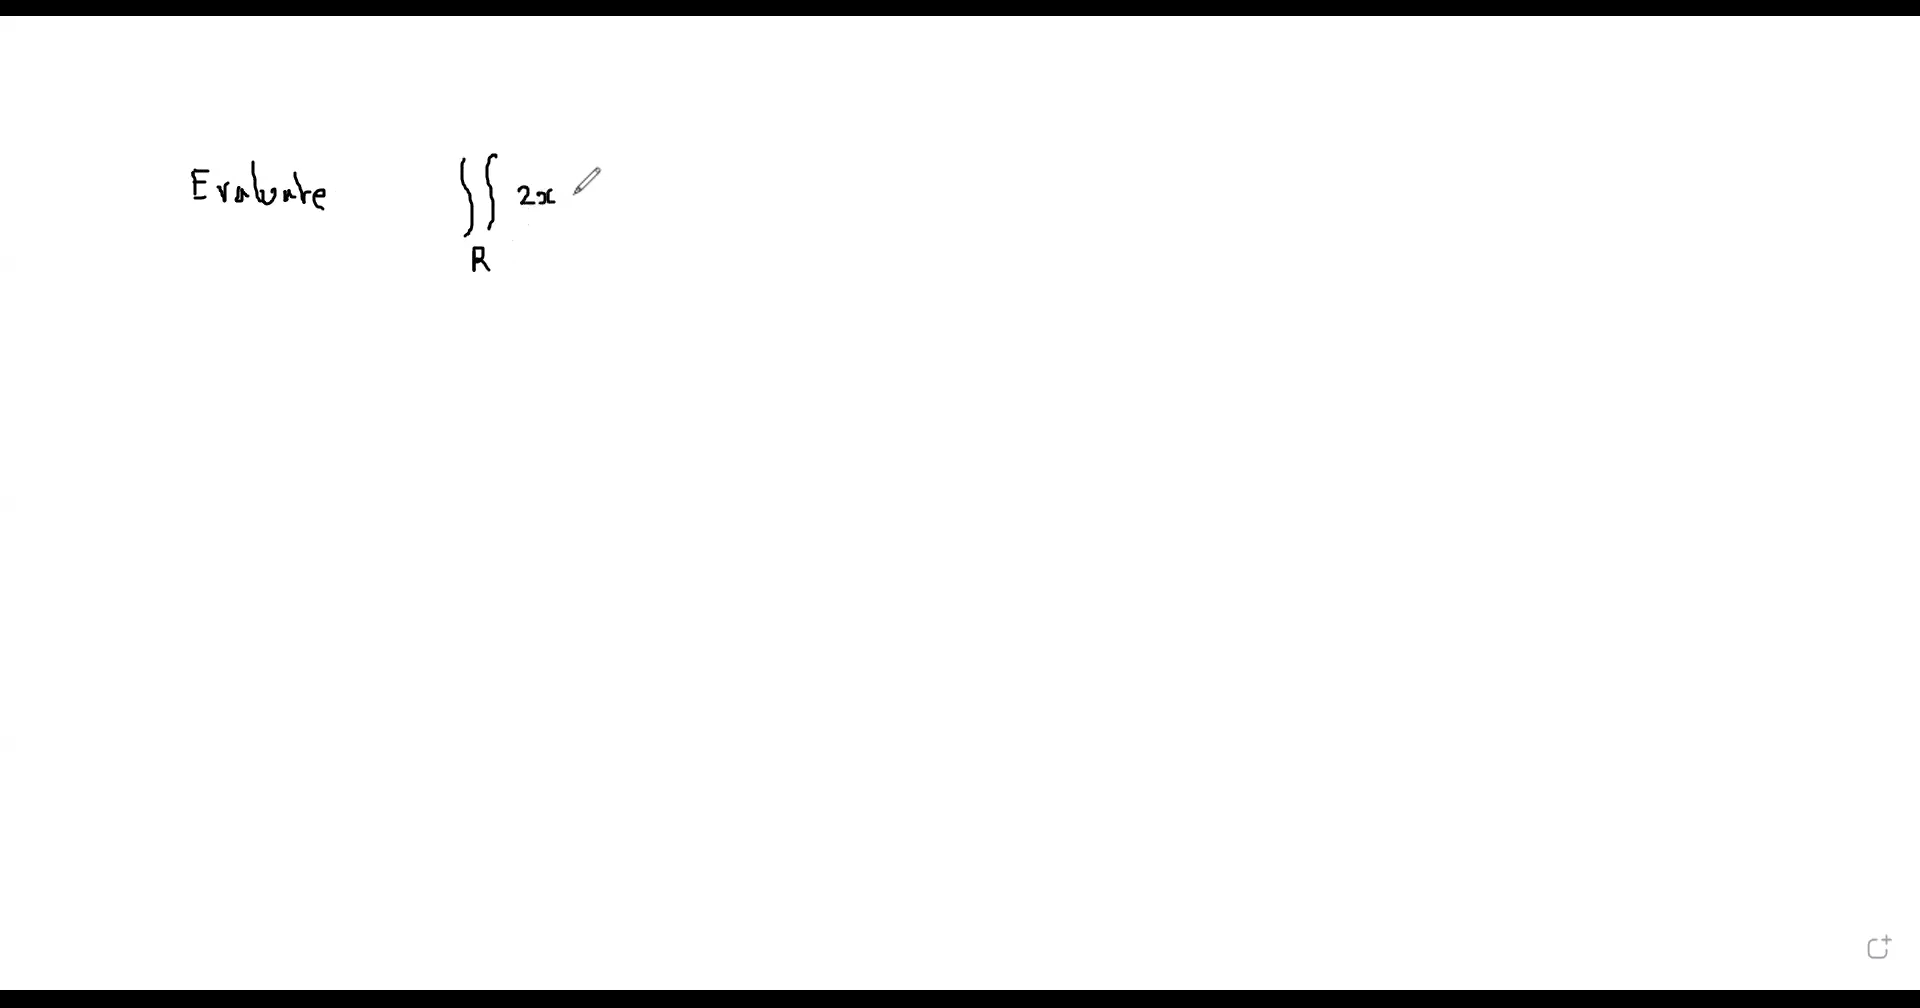 Evaluate ∬ 2x
R